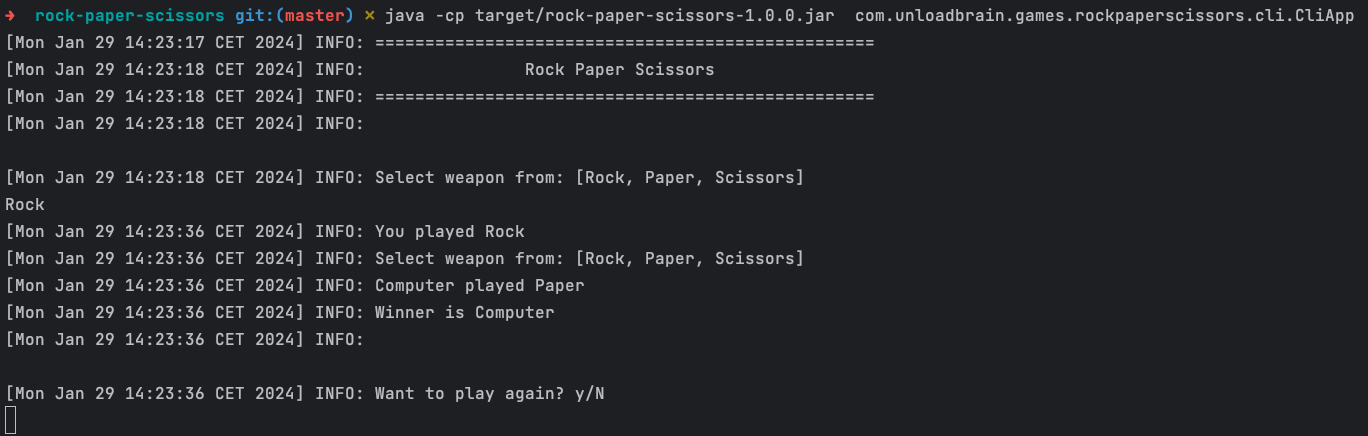 ➜  rock-paper-scissors git:(master) ✗ java -cp target/rock-paper-scissors-1.0.0.jar  com.unloadbrain.games.rockpaperscissors.cli.CliApp
[Mon Jan 29 14:23:17 CET 2024] INFO: ==================================================
[Mon Jan 29 14:23:18 CET 2024] INFO:                Rock Paper Scissors
[Mon Jan 29 14:23:18 CET 2024] INFO: ==================================================
[Mon Jan 29 14:23:18 CET 2024] INFO:
[Mon Jan 29 14:23:18 CET 2024] INFO: Select weapon from: [Rock, Paper, Scissors]
Rock
[Mon Jan 29 14:23:36 CET 2024] INFO: You played Rock
[Mon Jan 29 14:23:36 CET 2024] INFO: Select weapon from: [Rock, Paper, Scissors]
[Mon Jan 29 14:23:36 CET 2024] INFO: Computer played Paper
[Mon Jan 29 14:23:36 CET 2024] INFO: Winner is Computer
[Mon Jan 29 14:23:36 CET 2024] INFO:
[Mon Jan 29 14:23:36 CET 2024] INFO: Want to play again? y/N